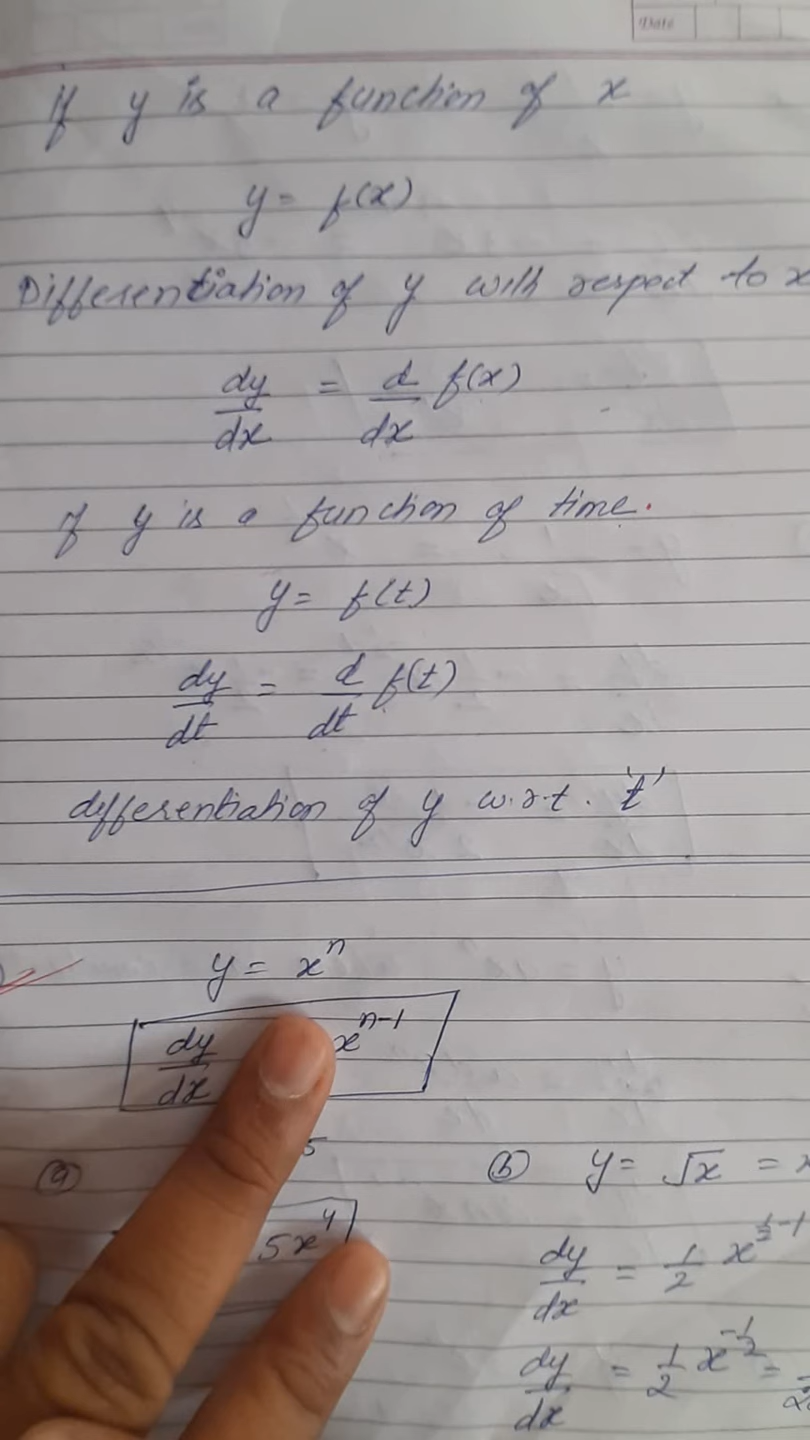 Date
If y is a function of x
y = f(x)
Differentiation of y with respect to x
dy/dx = d/dx f(x)
If y is a function of time.
y = f(t)
dy/dt = d/dt f(t)
differentiation of y w.r.t. 't'
y = x^n
dy/dx x^{n-1}
(a) 5 (b) y = √x = x
5x^4 dy/dx = 1/2 x^{1/2-1}
dy/dx = 1/2 x^{-1/2} =